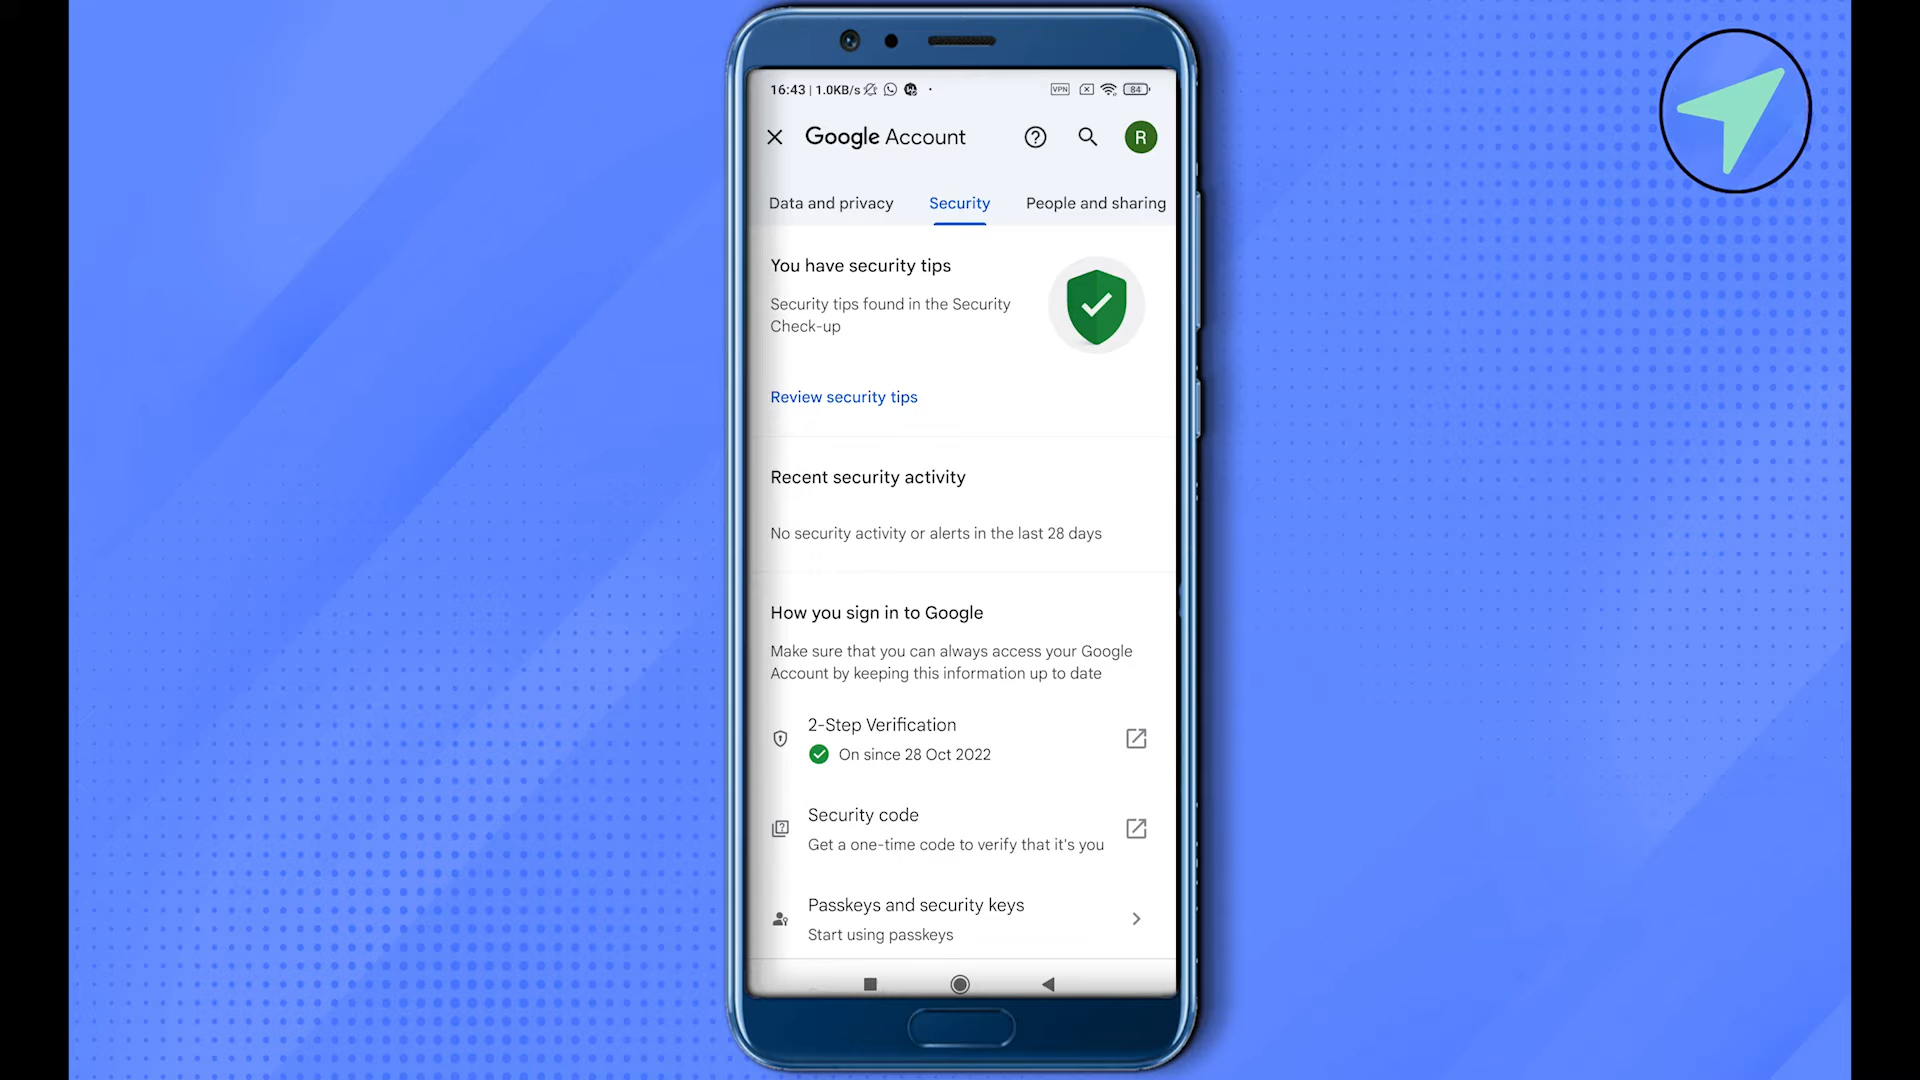 16:43 | 1.0KB/s
VPN
84
Google Account
R
Data and privacy
Security
People and sharing
You have security tips
Security tips found in the Security
Check-up
Review security tips
Recent security activity
No security activity or alerts in the last 28 days
How you sign in to Google
Make sure that you can always access your Google
Account by keeping this information up to date
2-Step Verification
On since 28 Oct 2022
Security code
Get a one-time code to verify that it's you
Passkeys and security keys
Start using passkeys